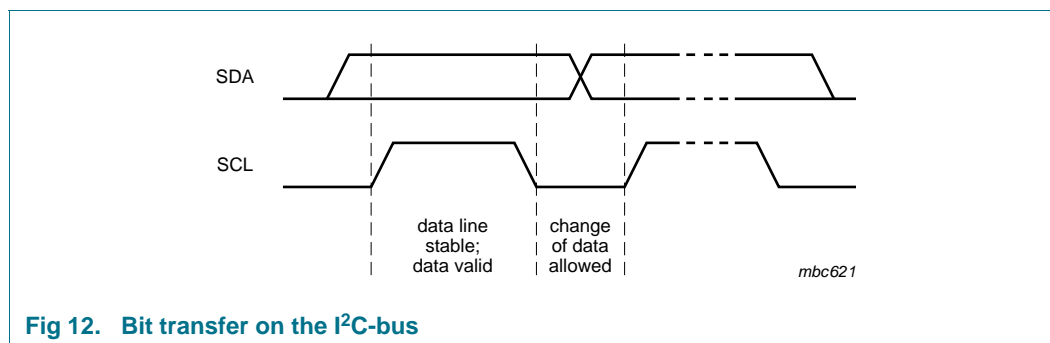 SDA
SCL
data line
stable;
data valid
change
of data
allowed
mbc621
Fig 12. Bit transfer on the I²C-bus